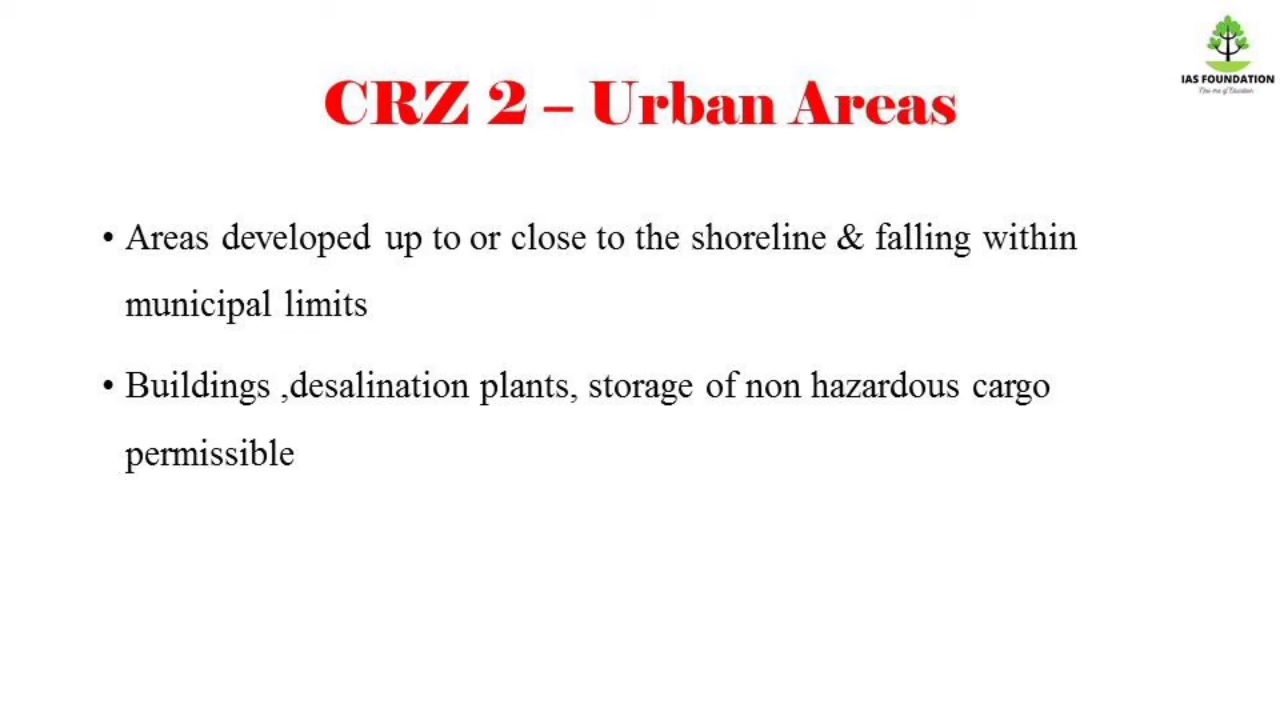 IAS FOUNDATION
CRZ 2 – Urban Areas
• Areas developed up to or close to the shoreline & falling within
municipal limits
• Buildings ,desalination plants, storage of non hazardous cargo
permissible